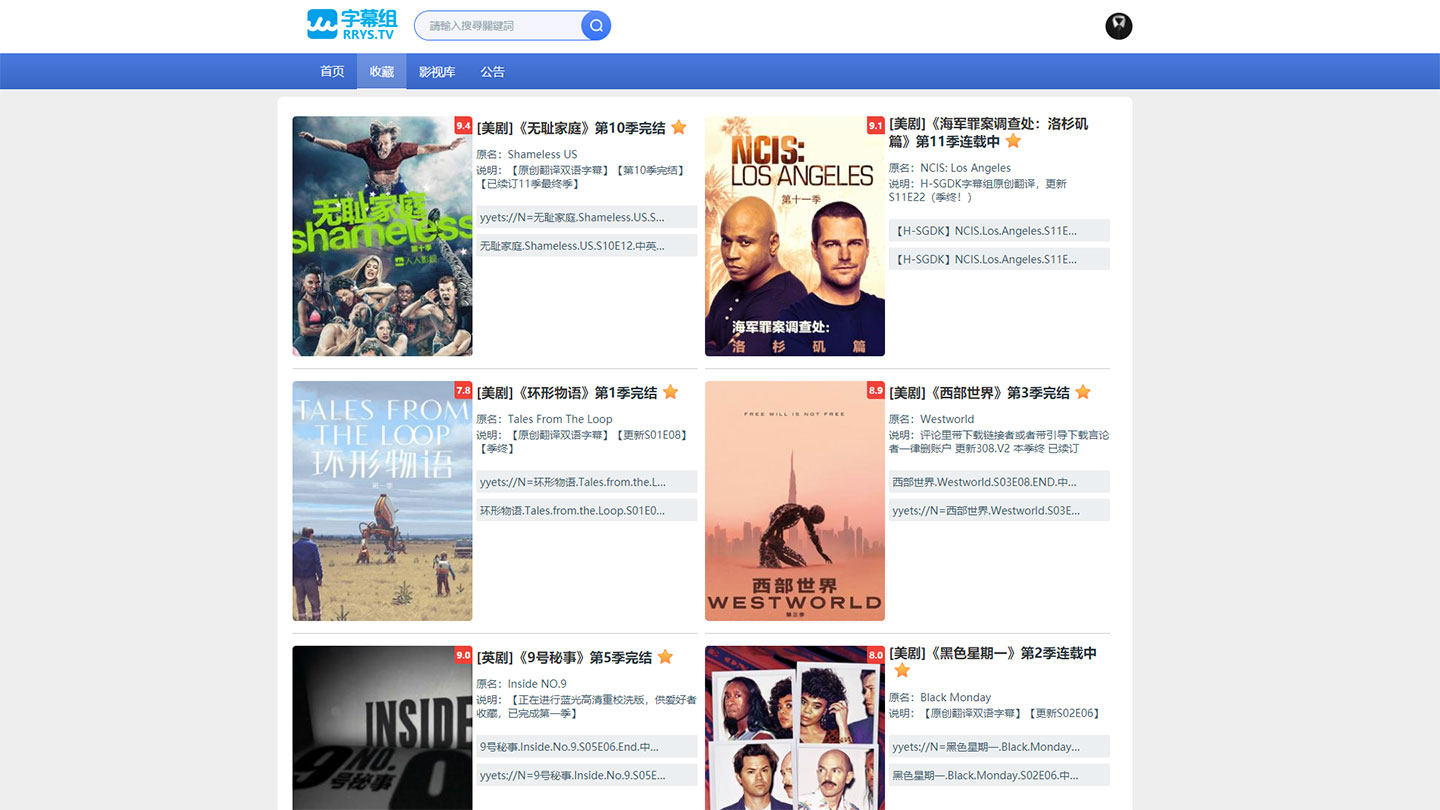 字幕组
RRYS.TV
請輸入搜尋關鍵詞
首页
收藏
影视库
公告
9.4
无耻家庭
shameless
第十季
人人影视
[美剧]《无耻家庭》第10季完结
原名：Shameless US
说明：【原创翻译双语字幕】【第10季完结】
【已续订11季最终季】
yyets://N=无耻家庭.Shameless.US.S...
无耻家庭.Shameless.US.S10E12.中英...
9.1
NCIS:
LOS ANGELES
第十一季
海军罪案调查处:
洛杉矶篇
[美剧]《海军罪案调查处：洛杉矶
篇》第11季连载中
原名：NCIS: Los Angeles
说明：H-SGDK字幕组原创翻译，更新
S11E22（季终！）
【H-SGDK】NCIS.Los.Angeles.S11E...
【H-SGDK】NCIS.Los.Angeles.S11E...
7.8
TALES FROM
THE LOOP
环形物语
第一季
[美剧]《环形物语》第1季完结
原名：Tales From The Loop
说明：【原创翻译双语字幕】【更新S01E08】
【季终】
yyets://N=环形物语.Tales.from.the.L...
环形物语.Tales.from.the.Loop.S01E0...
8.9
FREE WILL IS NOT FREE
西部世界
WESTWORLD
第三季
[美剧]《西部世界》第3季完结
原名：Westworld
说明：评论里带下载链接者或者带引导下载言论
者一律删账户 更新308.V2 本季终 已续订
西部世界.Westworld.S03E08.END.中...
yyets://N=西部世界.Westworld.S03E...
9.0
INSIDE
NO.
9号秘事
[英剧]《9号秘事》第5季完结
原名：Inside NO.9
说明：【正在进行蓝光高清重校洗版，供爱好者
收藏，已完成第一季】
9号秘事.Inside.No.9.S05E06.End.中...
yyets://N=9号秘事.Inside.No.9.S05E...
8.0
[美剧]《黑色星期一》第2季连载中
原名：Black Monday
说明：【原创翻译双语字幕】【更新S02E06】
yyets://N=黑色星期一.Black.Monday...
黑色星期一.Black.Monday.S02E06.中...